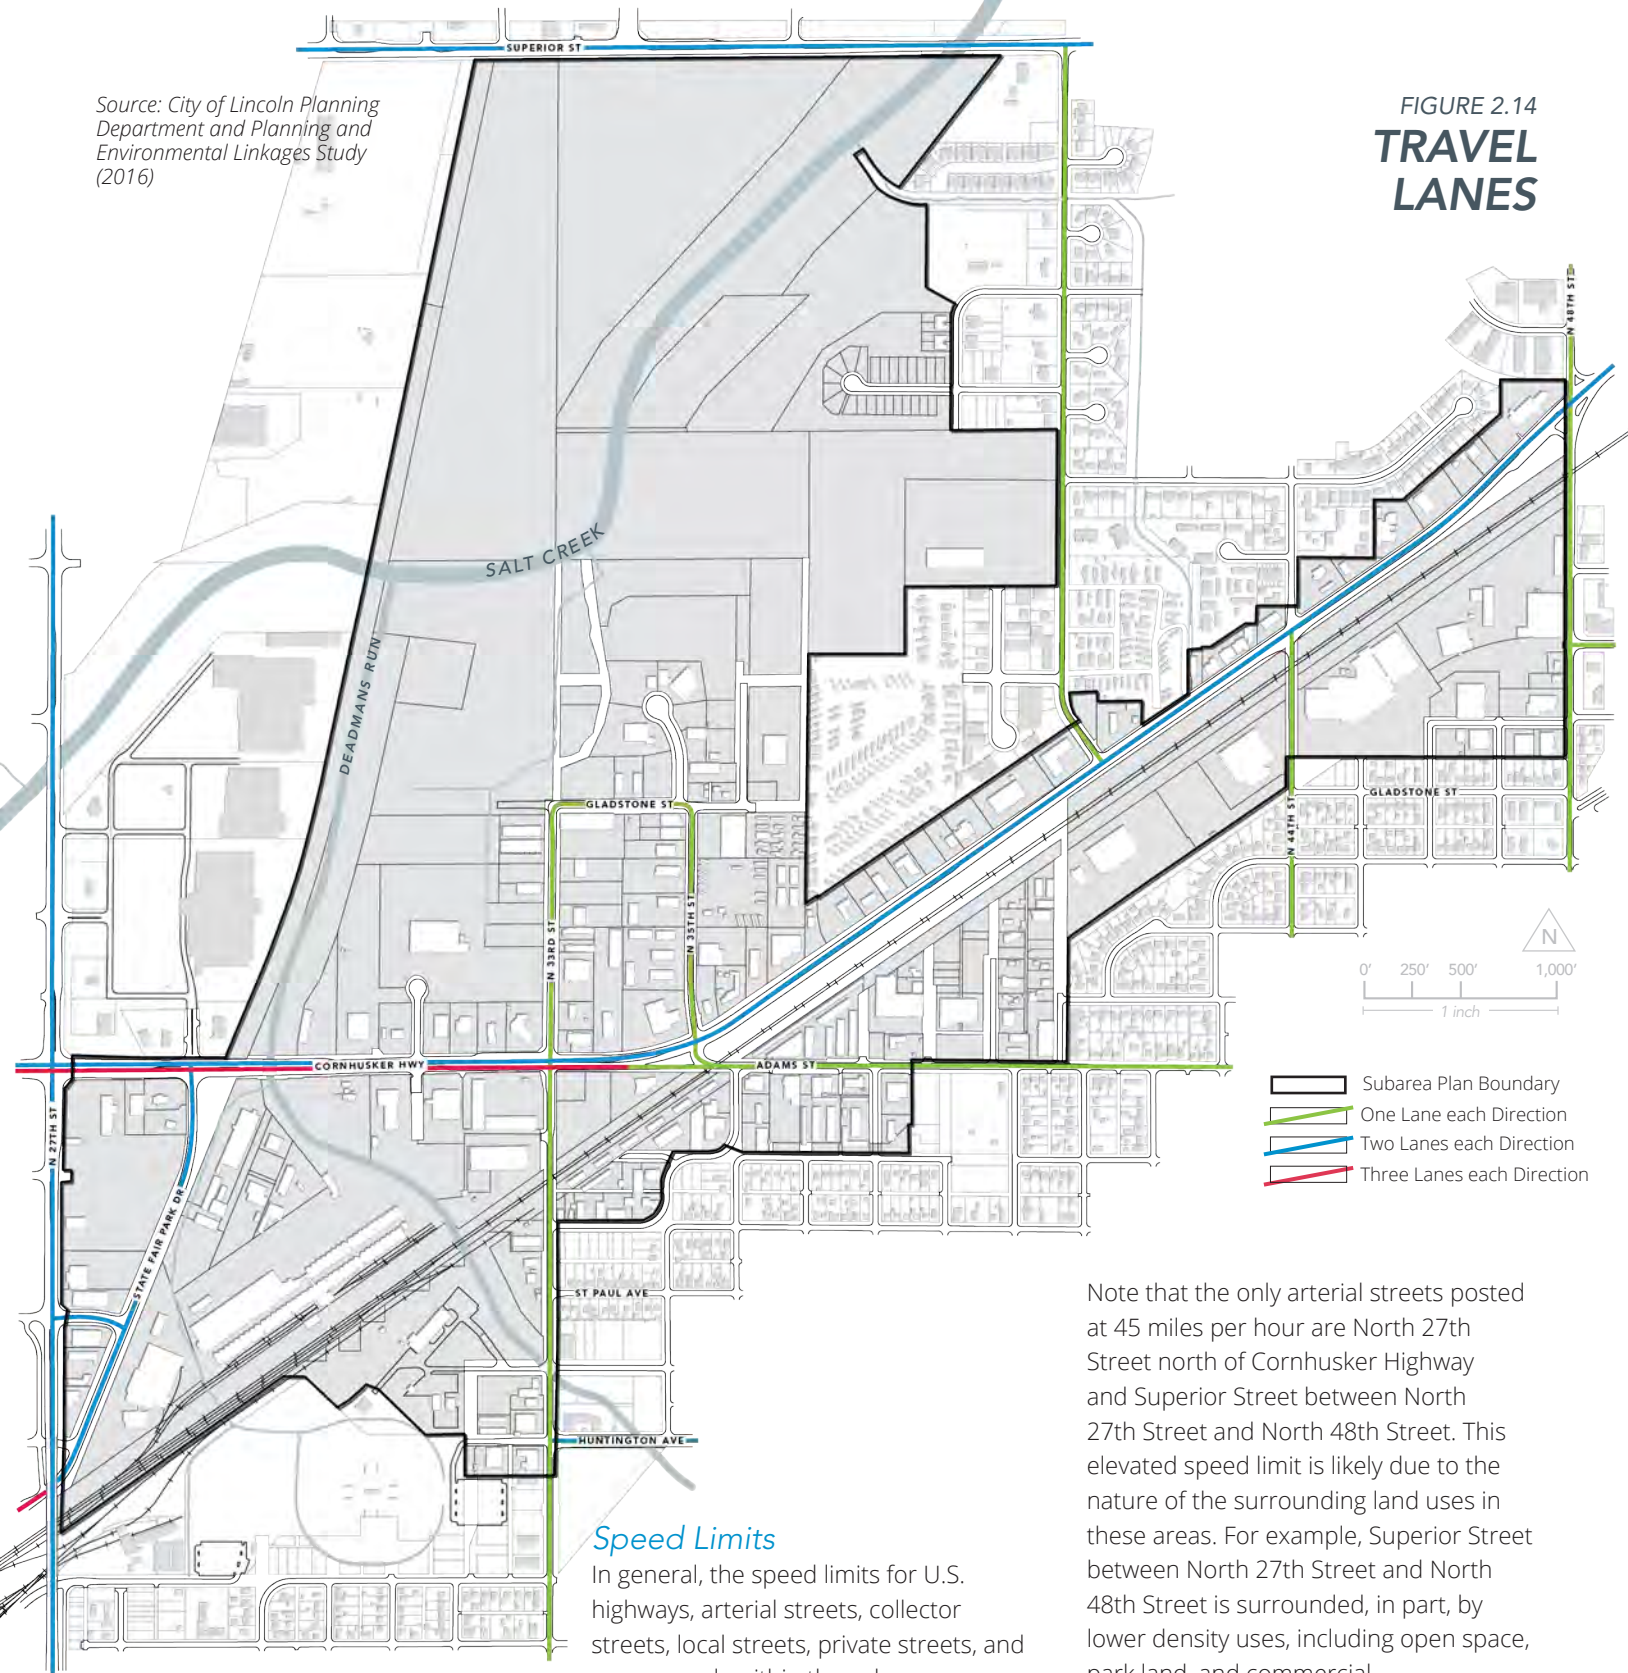 SUPERIOR ST
Source: City of Lincoln Planning
Department and Planning and
Environmental Linkages Study
(2016)
FIGURE 2.14
TRAVEL
LANES
N 48TH ST
SALT CREEK
DEADMANS RUN
GLADSTONE ST
GLADSTONE ST
N 44TH ST
N 33RD ST
N 35TH ST
N
0' 250' 500' 1,000'
1 inch
CORNHUSKER HWY
ADAMS ST
N 27TH ST
STATE FAIR PARK DR
Subarea Plan Boundary
One Lane each Direction
Two Lanes each Direction
Three Lanes each Direction
ST PAUL AVE
HUNTINGTON AVE
Speed Limits
In general, the speed limits for U.S.
highways, arterial streets, collector
streets, local streets, private streets, and
Note that the only arterial streets posted
at 45 miles per hour are North 27th
Street north of Cornhusker Highway
and Superior Street between North
27th Street and North 48th Street. This
elevated speed limit is likely due to the
nature of the surrounding land uses in
these areas. For example, Superior Street
between North 27th Street and North
48th Street is surrounded, in part, by
lower density uses, including open space,
park land, and commercial